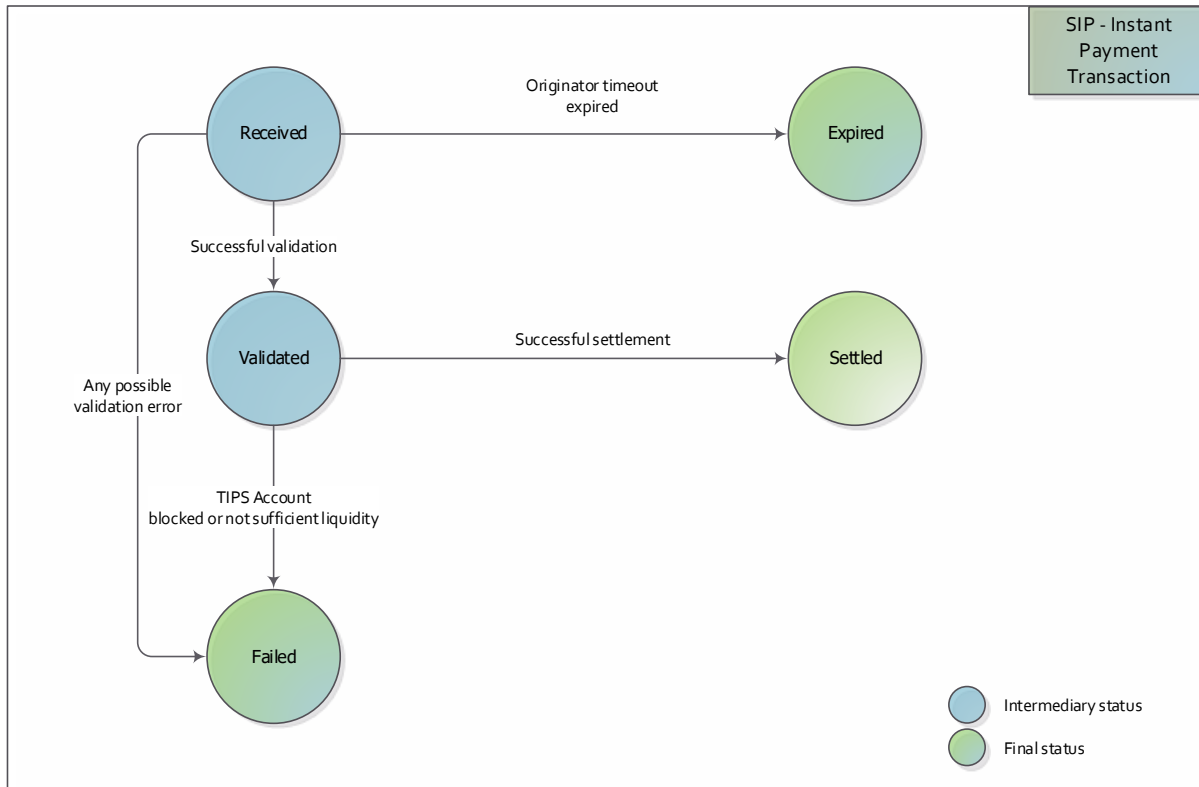 SIP - Instant
Payment
Transaction
Originator timeout
expired
Received
Expired
Successful validation
Successful settlement
Validated
Settled
Any possible
validation error
TIPS Account
blocked or not sufficient liquidity
Failed
Intermediary status
Final status